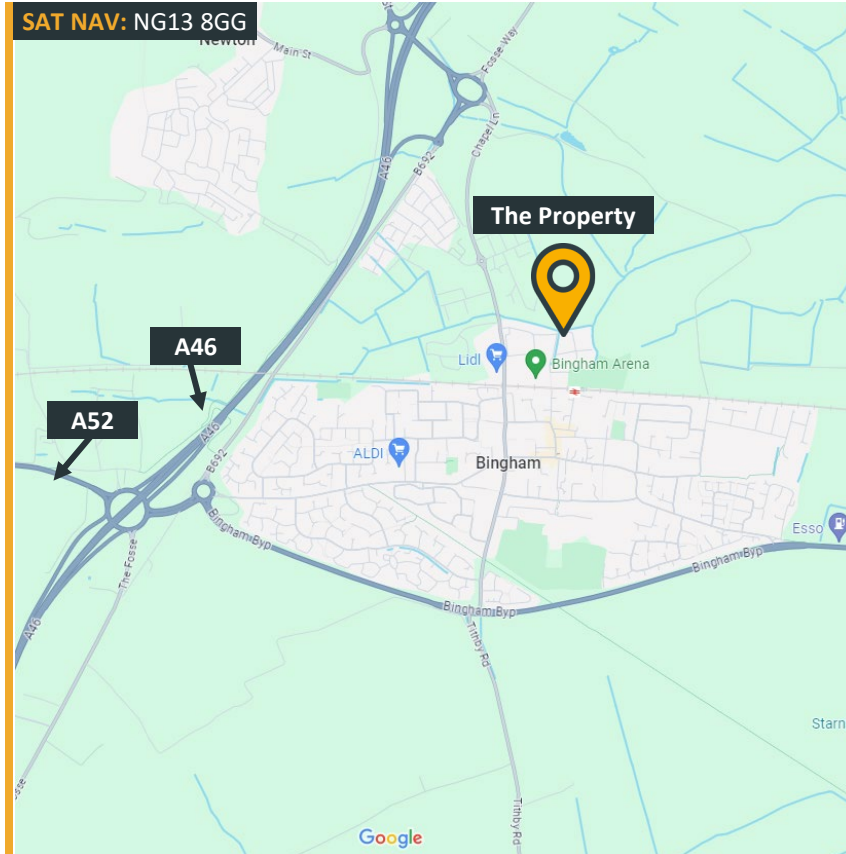 SAT NAV: NG13 8GG
Newton
Main St
Fosse Way
Chapel Ln
A46
B692
The Property
A46
Lidl
Bingham Arena
A52
A46
B692
ALDI
Bingham
Esso
Bingham Byp
Bingham Byp
Bingham Byp
The Fosse
A46
Tithby Rd
Starn
osse
Tithby Rd
Google